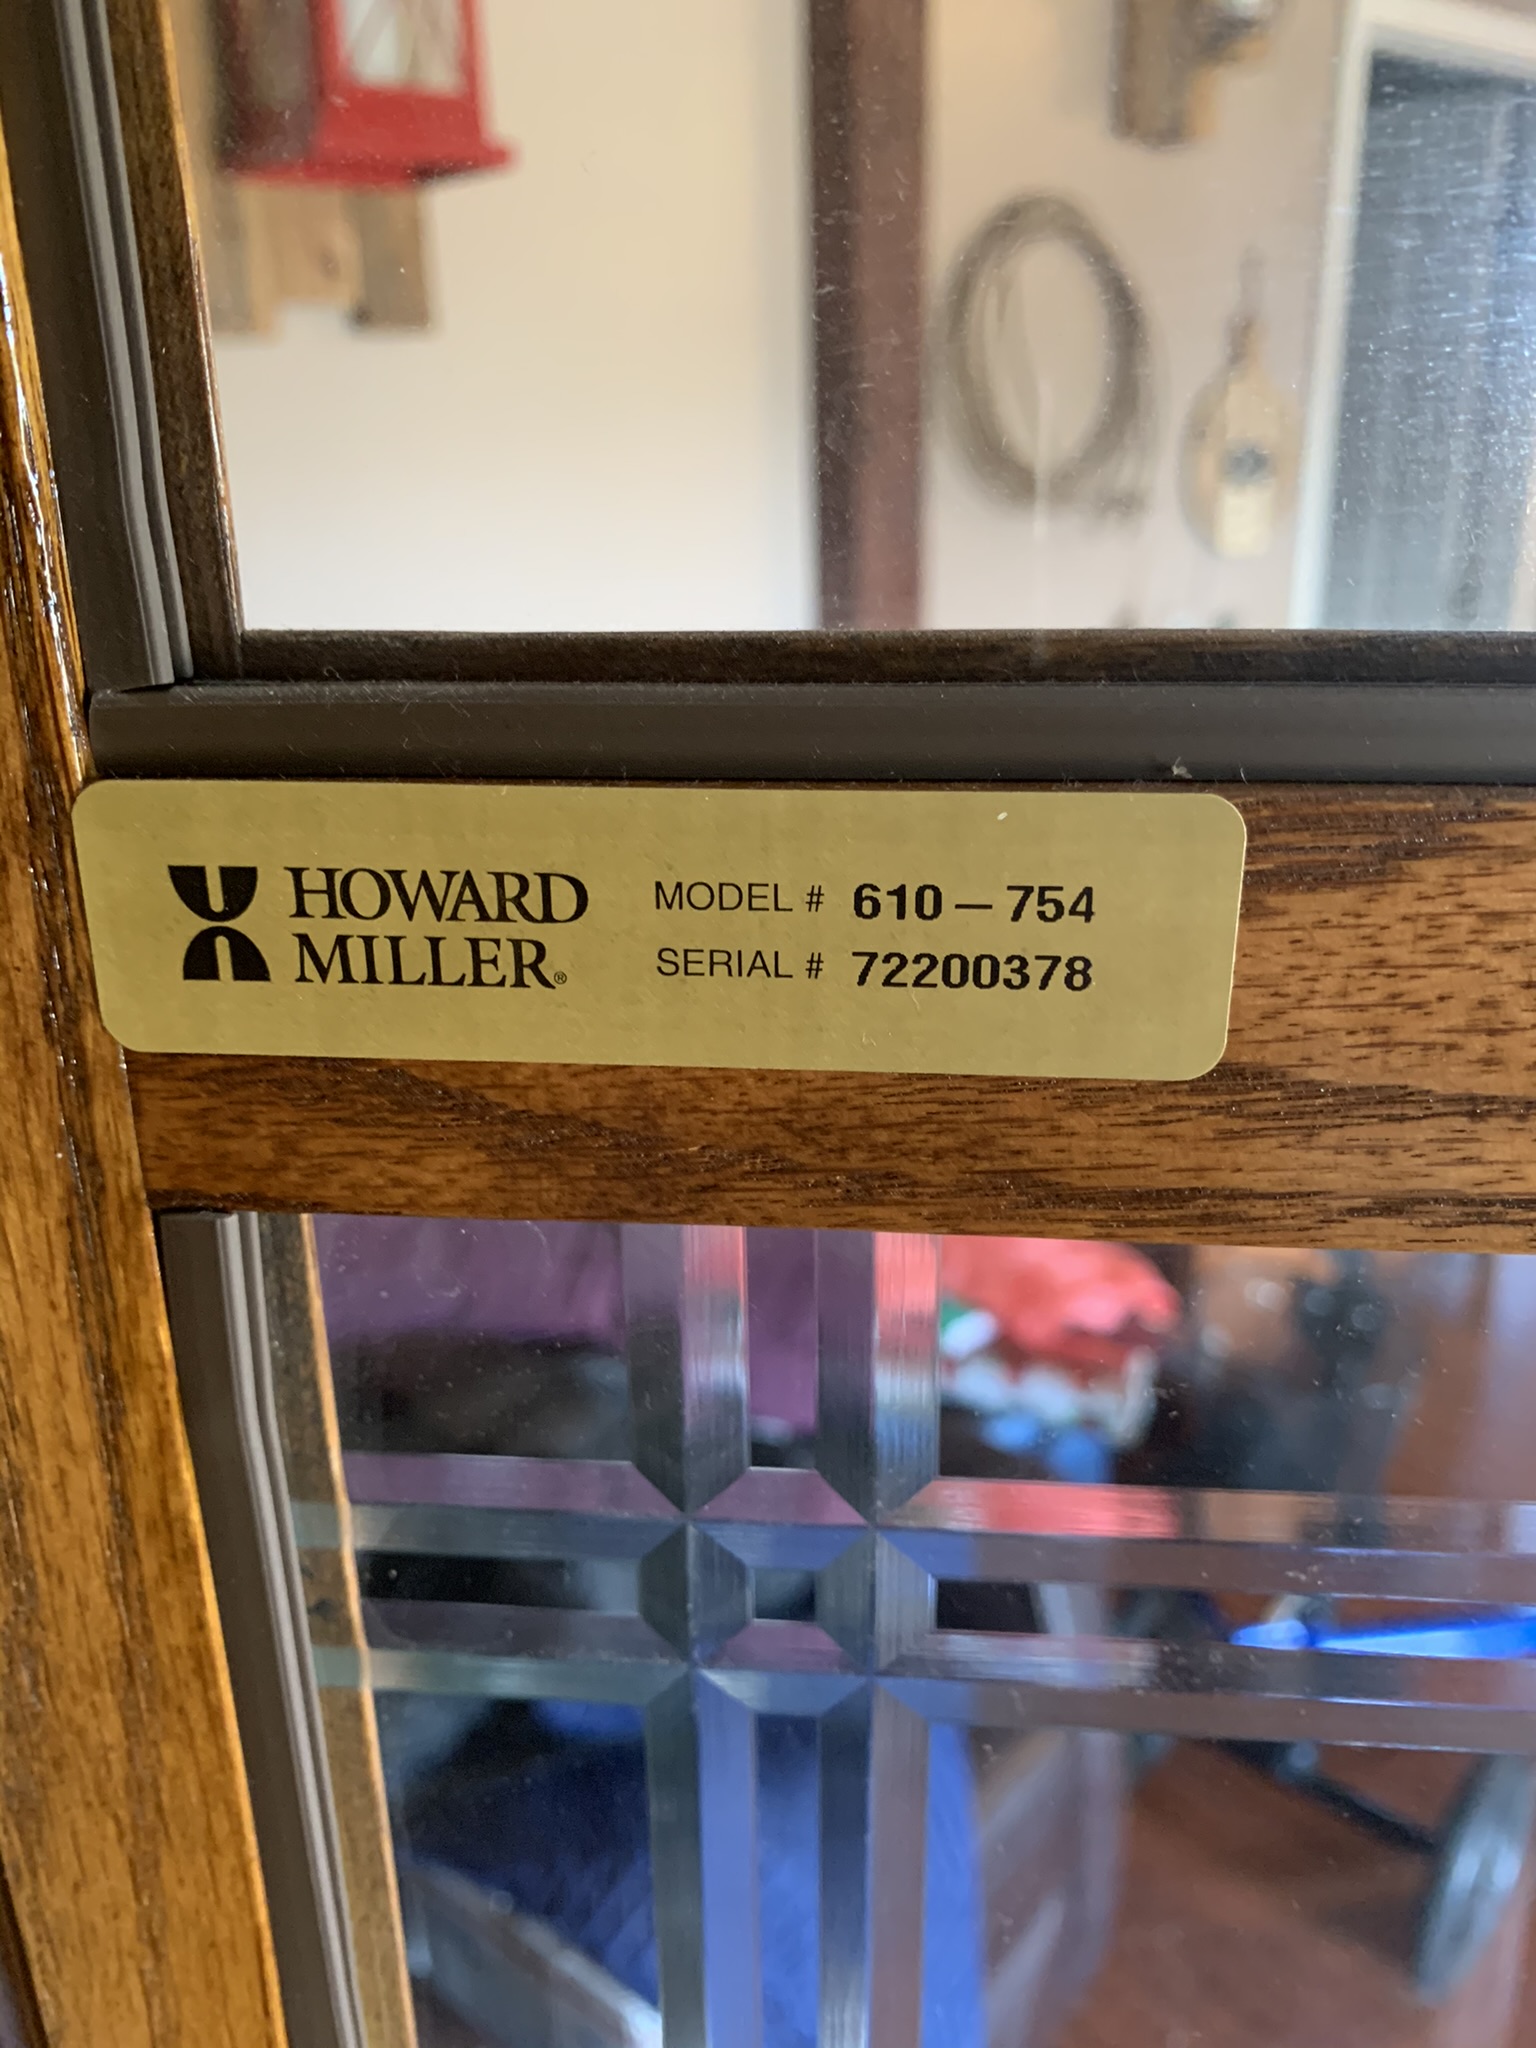 HOWARD MILLER®
MODEL # 610-754
SERIAL # 72200378